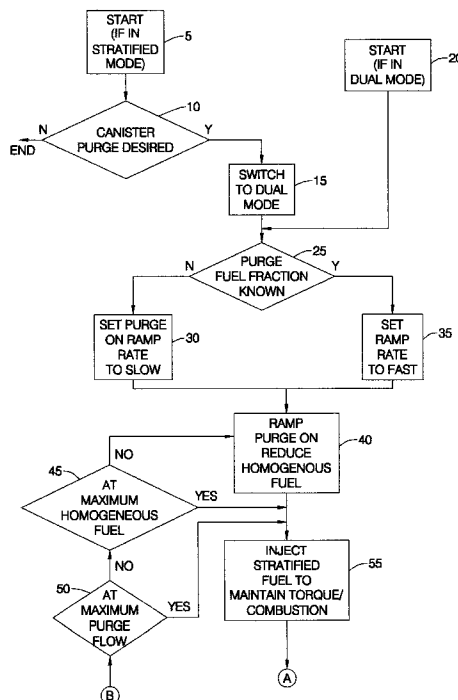 START
(IF IN
STRATIFIED
MODE)
5
START
(IF IN
DUAL MODE)
20
10
N
CANISTER
PURGE DESIRED
Y
END
SWITCH
TO DUAL
MODE
15
25
N
PURGE
FUEL FRACTION
KNOWN
Y
SET PURGE
ON RAMP
RATE
TO SLOW
30
SET
RAMP
RATE
TO FAST
35
RAMP
PURGE ON
REDUCE
HOMOGENOUS
FUEL
40
NO
45
AT
MAXIMUM
HOMOGENEOUS
FUEL
YES
NO
50
AT
MAXIMUM
PURGE
FLOW
YES
INJECT
STRATIFIED
FUEL TO
MAINTAIN TORQUE/
COMBUSTION
55
A
B